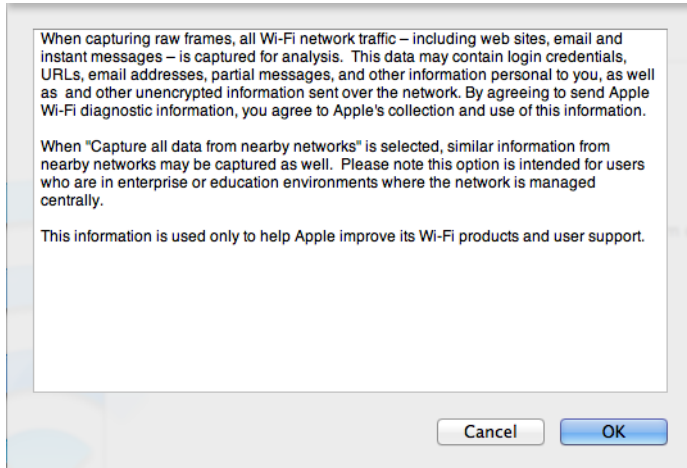 When capturing raw frames, all Wi-Fi network traffic – including web sites, email and
instant messages – is captured for analysis.  This data may contain login credentials,
URLs, email addresses, partial messages, and other information personal to you, as well
as  and other unencrypted information sent over the network. By agreeing to send Apple
Wi-Fi diagnostic information, you agree to Apple's collection and use of this information.
When "Capture all data from nearby networks" is selected, similar information from
nearby networks may be captured as well.  Please note this option is intended for users
who are in enterprise or education environments where the network is managed
centrally.
This information is used only to help Apple improve its Wi-Fi products and user support.
Cancel
OK